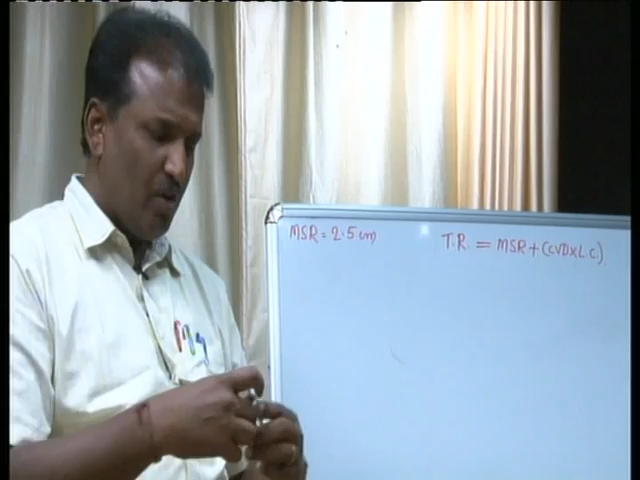 MSR = 2.5 cm
T.R. = MSR + (CVD x L.C.)